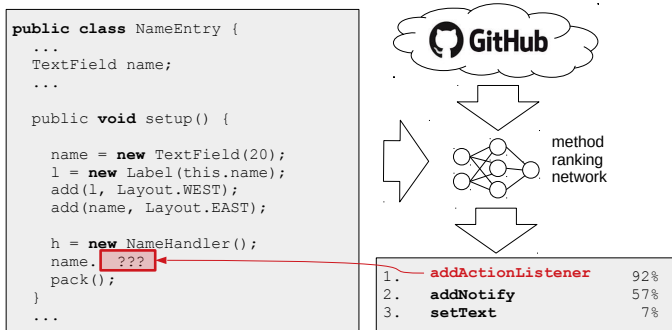 public class NameEntry {
...
TextField name;
...
public void setup() {
name = new TextField(20);
l = new Label(this.name);
add(l, Layout.WEST);
add(name, Layout.EAST);
h = new NameHandler();
name. ???
pack();
}
...
GitHub
method
ranking
network
1. addActionListener 92%
2. addNotify 57%
3. setText 7%